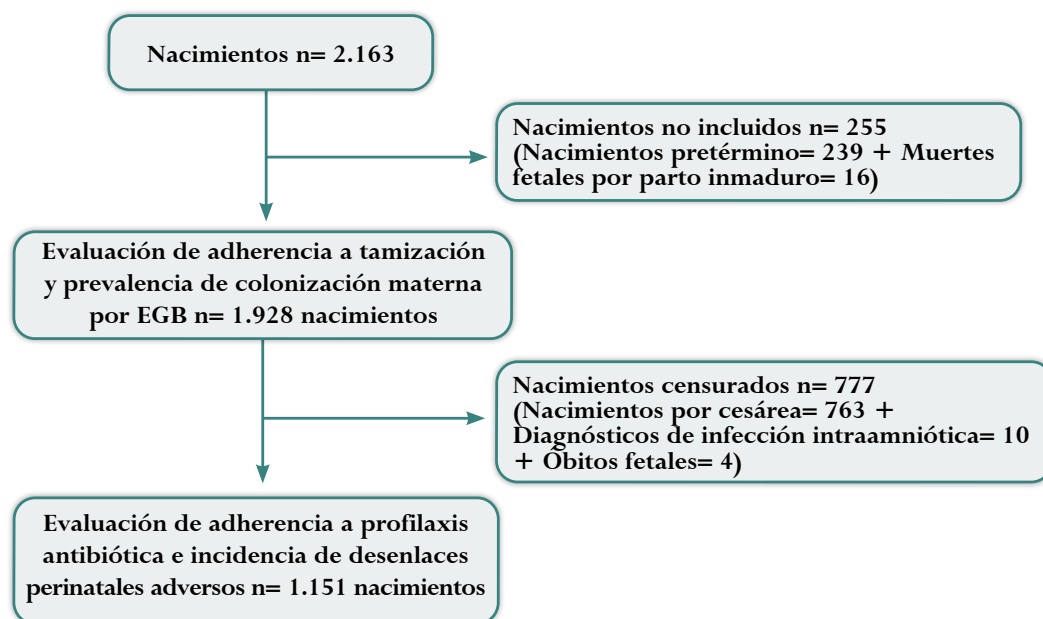 Nacimientos n= 2.163
Nacimientos no incluidos n= 255
(Nacimientos pretérmino= 239 + Muertes
fetales por parto inmaduro= 16)
Evaluación de adherencia a tamización
y prevalencia de colonización materna
por EGB n= 1.928 nacimientos
Nacimientos censurados n= 777
(Nacimientos por cesárea= 763 +
Diagnósticos de infección intraamniótica= 10
+ Óbitos fetales= 4)
Evaluación de adherencia a profilaxis
antibiótica e incidencia de desenlaces
perinatales adversos n= 1.151 nacimientos